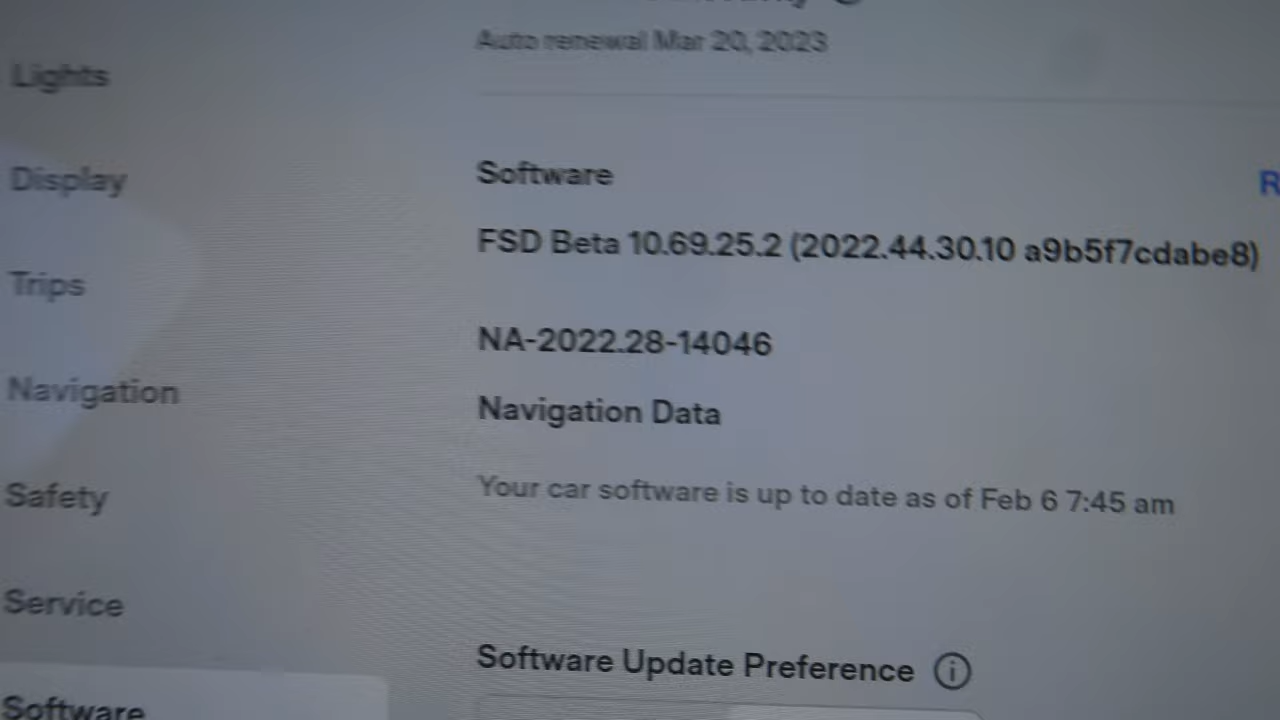 Auto renewal Mar 20, 2023
Lights
Software
Display
FSD Beta 10.69.25.2 (2022.44.30.10 a9b5f7cdabe8)
Trips
NA-2022.28-14046
Navigation
Navigation Data
Your car software is up to date as of Feb 6 7:45 am
Safety
Service
Software Update Preference
Software